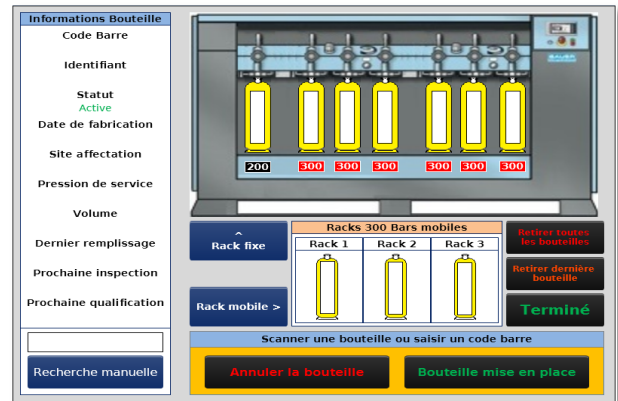 Informations Bouteille
Code Barre
Identifiant
Statut
Active
Date de fabrication
Site affectation
Pression de service
Volume
Dernier remplissage
Prochaine inspection
Prochaine qualification
Recherche manuelle
200 300 300 300 300 300 300
^
Rack fixe
Rack mobile >
Racks 300 Bars mobiles
Rack 1 Rack 2 Rack 3
Retirer toutes
les bouteilles
Retirer dernière
bouteille
Terminé
Scanner une bouteille ou saisir un code barre
Annuler la bouteille
Bouteille mise en place